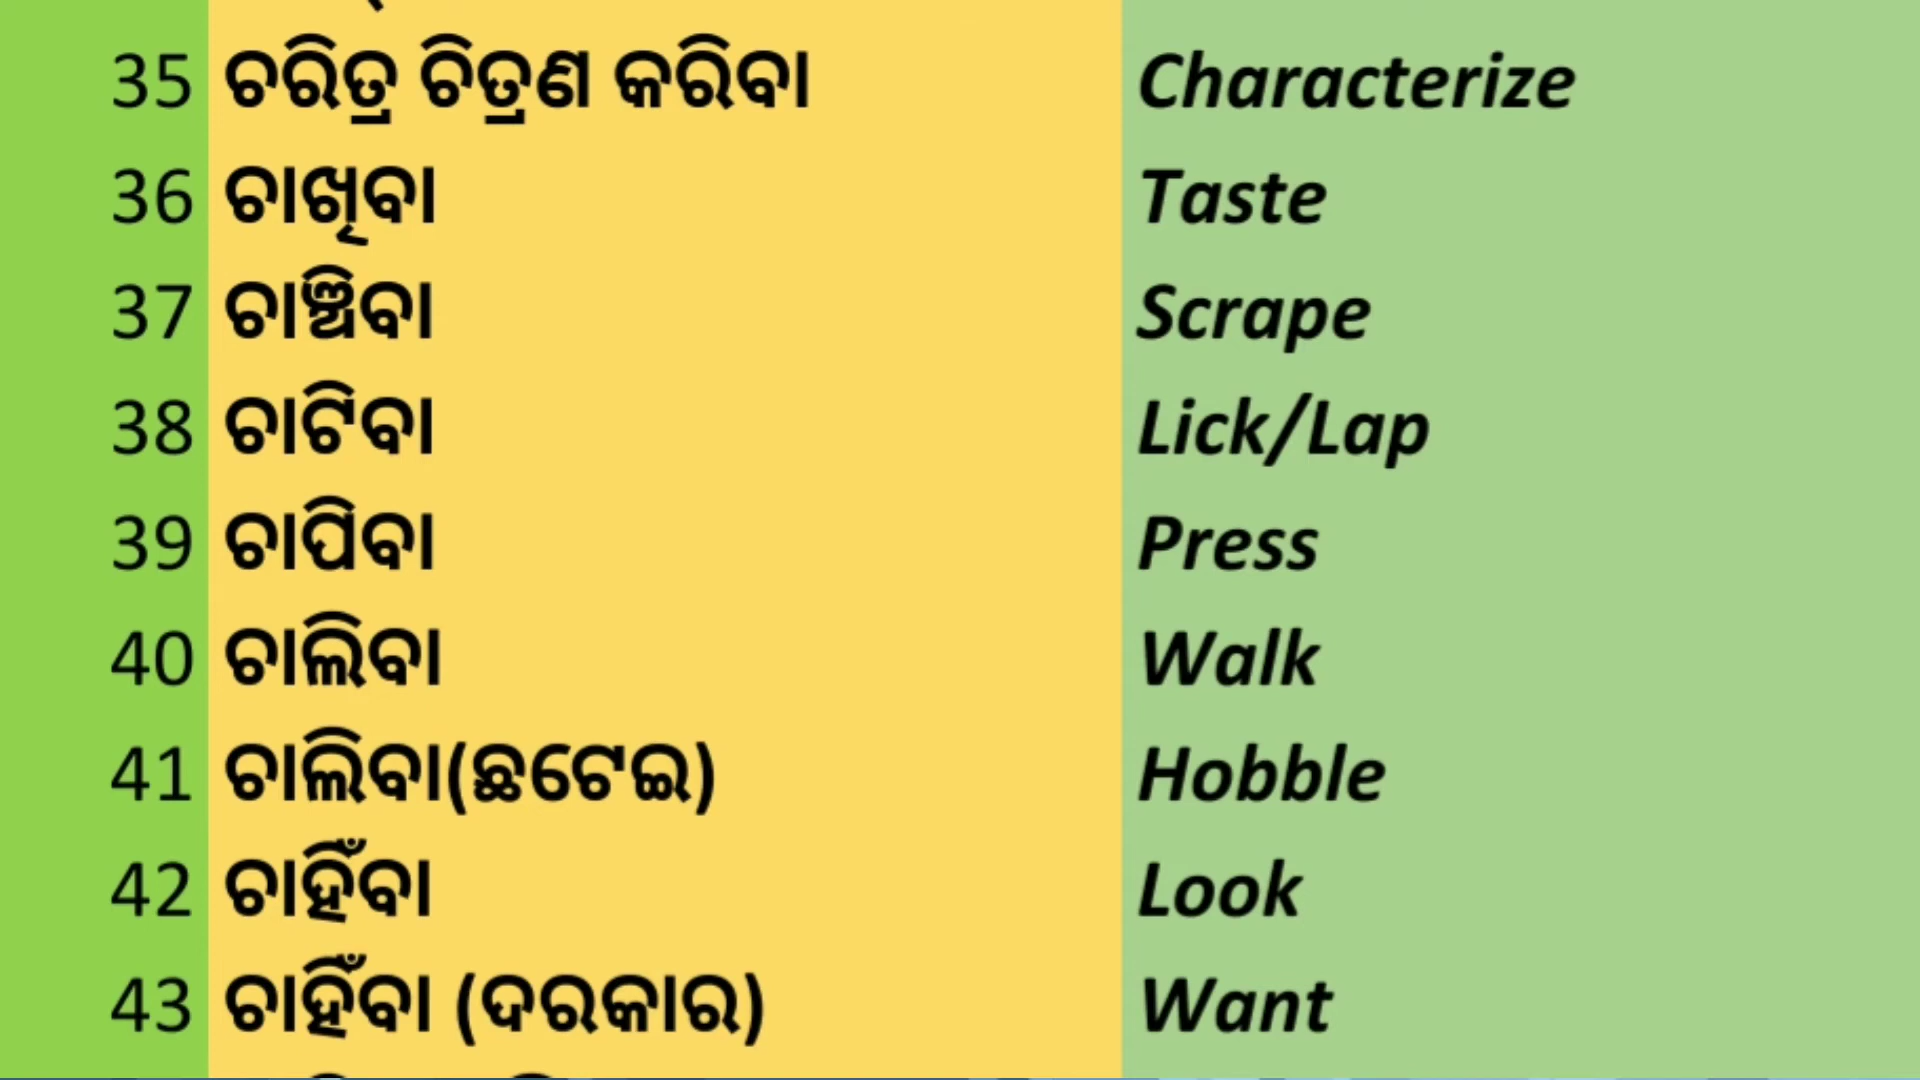 35 ଚରିତ୍ର ଚିତ୍ରଣ କରିବା Characterize
36 ଚାଖିବା Taste
37 ଚାଞ୍ଚିବା Scrape
38 ଚାଟିବା Lick/Lap
39 ଚାପିବା Press
40 ଚାଲିବା Walk
41 ଚାଲିବା(ଛଟେଇ) Hobble
42 ଚାହିଁବା Look
43 ଚାହିଁବା (ଦରକାର) Want